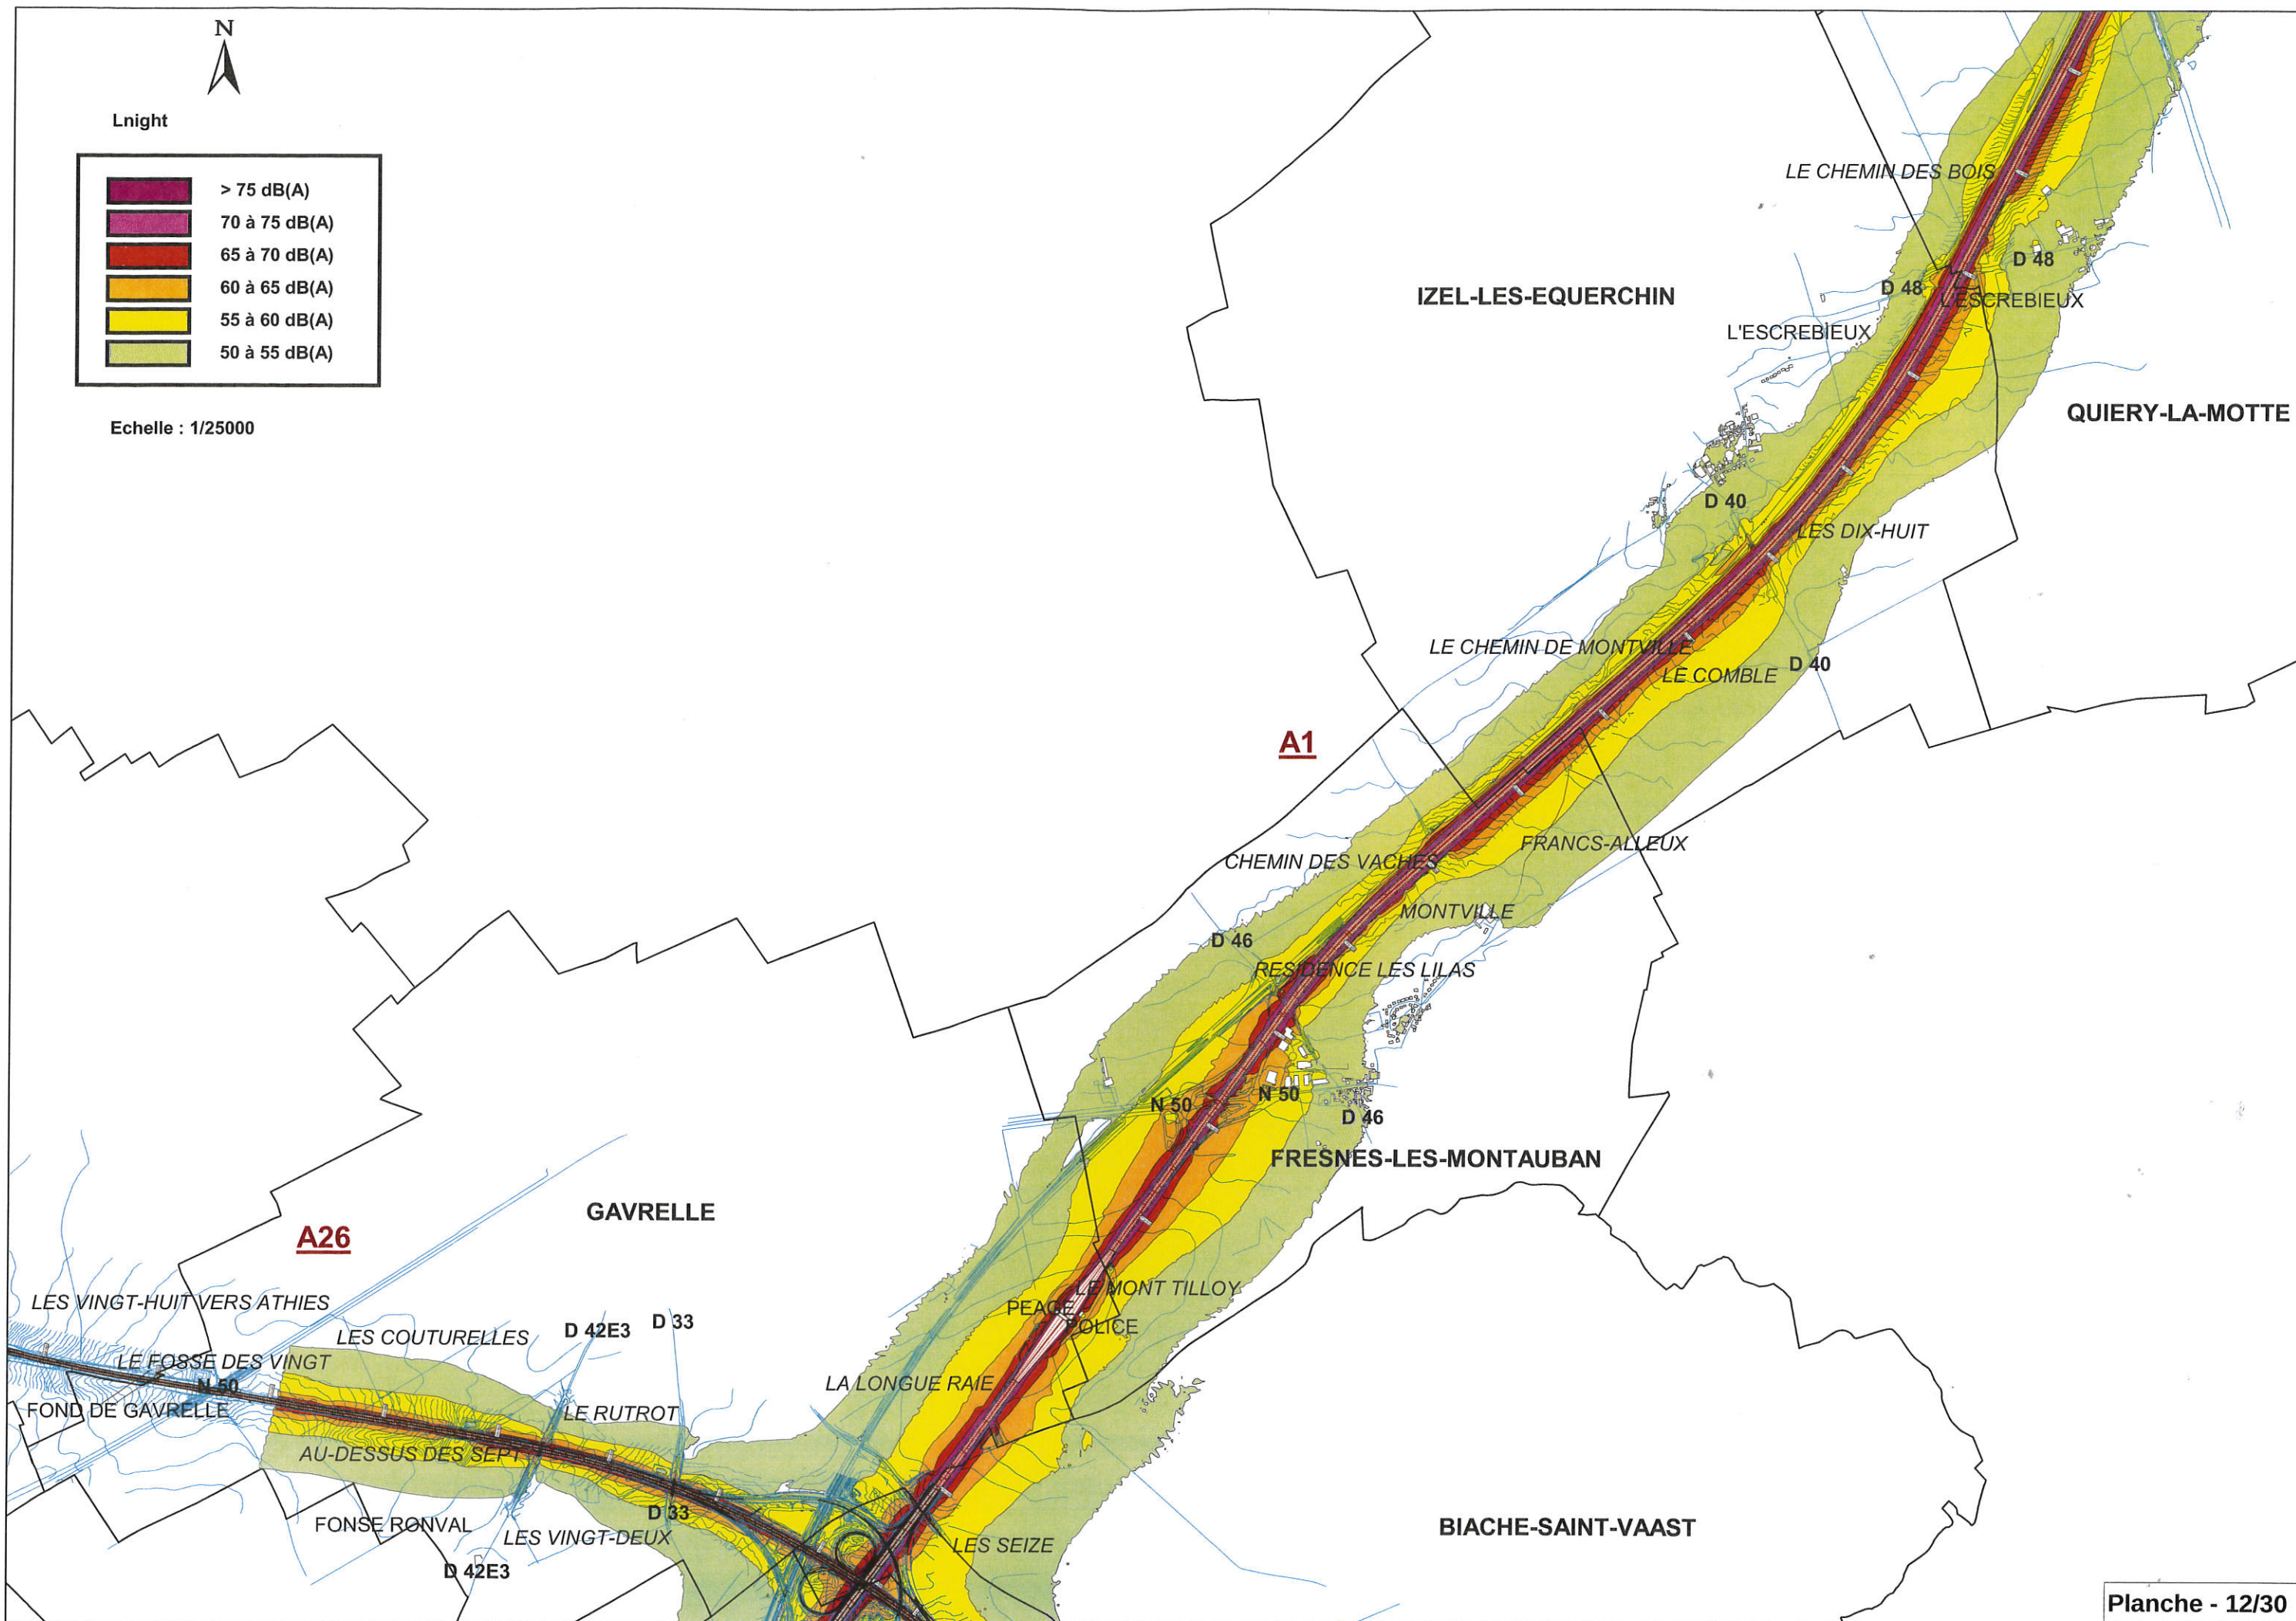 N
Lnight
> 75 dB(A)
70 à 75 dB(A)
65 à 70 dB(A)
60 à 65 dB(A)
55 à 60 dB(A)
50 à 55 dB(A)
Echelle : 1/25000
LE CHEMIN DES BOIS
D 48
D 48
IZEL-LES-EQUERCHIN
L'ESCREBIEUX
L'ESCREBIEUX
QUIERY-LA-MOTTE
D 40
LES DIX-HUIT
LE CHEMIN DE MONTVILLE
D 40
LE COMBLE
A1
FRANCS-ALLEUX
CHEMIN DES VACHES
MONTVILLE
D 46
RESIDENCE LES LILAS
N 50
N 50
D 46
FRESNES-LES-MONTAUBAN
GAVRELLE
A26
LE MONT TILLOY
LES VINGT-HUIT VERS ATHIES
PEAGE
POLICE
D 42E3
D 33
LES COUTURELLES
LE FOSSE DES VINGT
N 50
LA LONGUE RAIE
FOND DE GAVRELLE
LE RUTROT
AU-DESSUS DES SEPT
D 33
FONSE RONVAL
LES VINGT-DEUX
LES SEIZE
BIACHE-SAINT-VAAST
D 42E3
Planche - 12/30